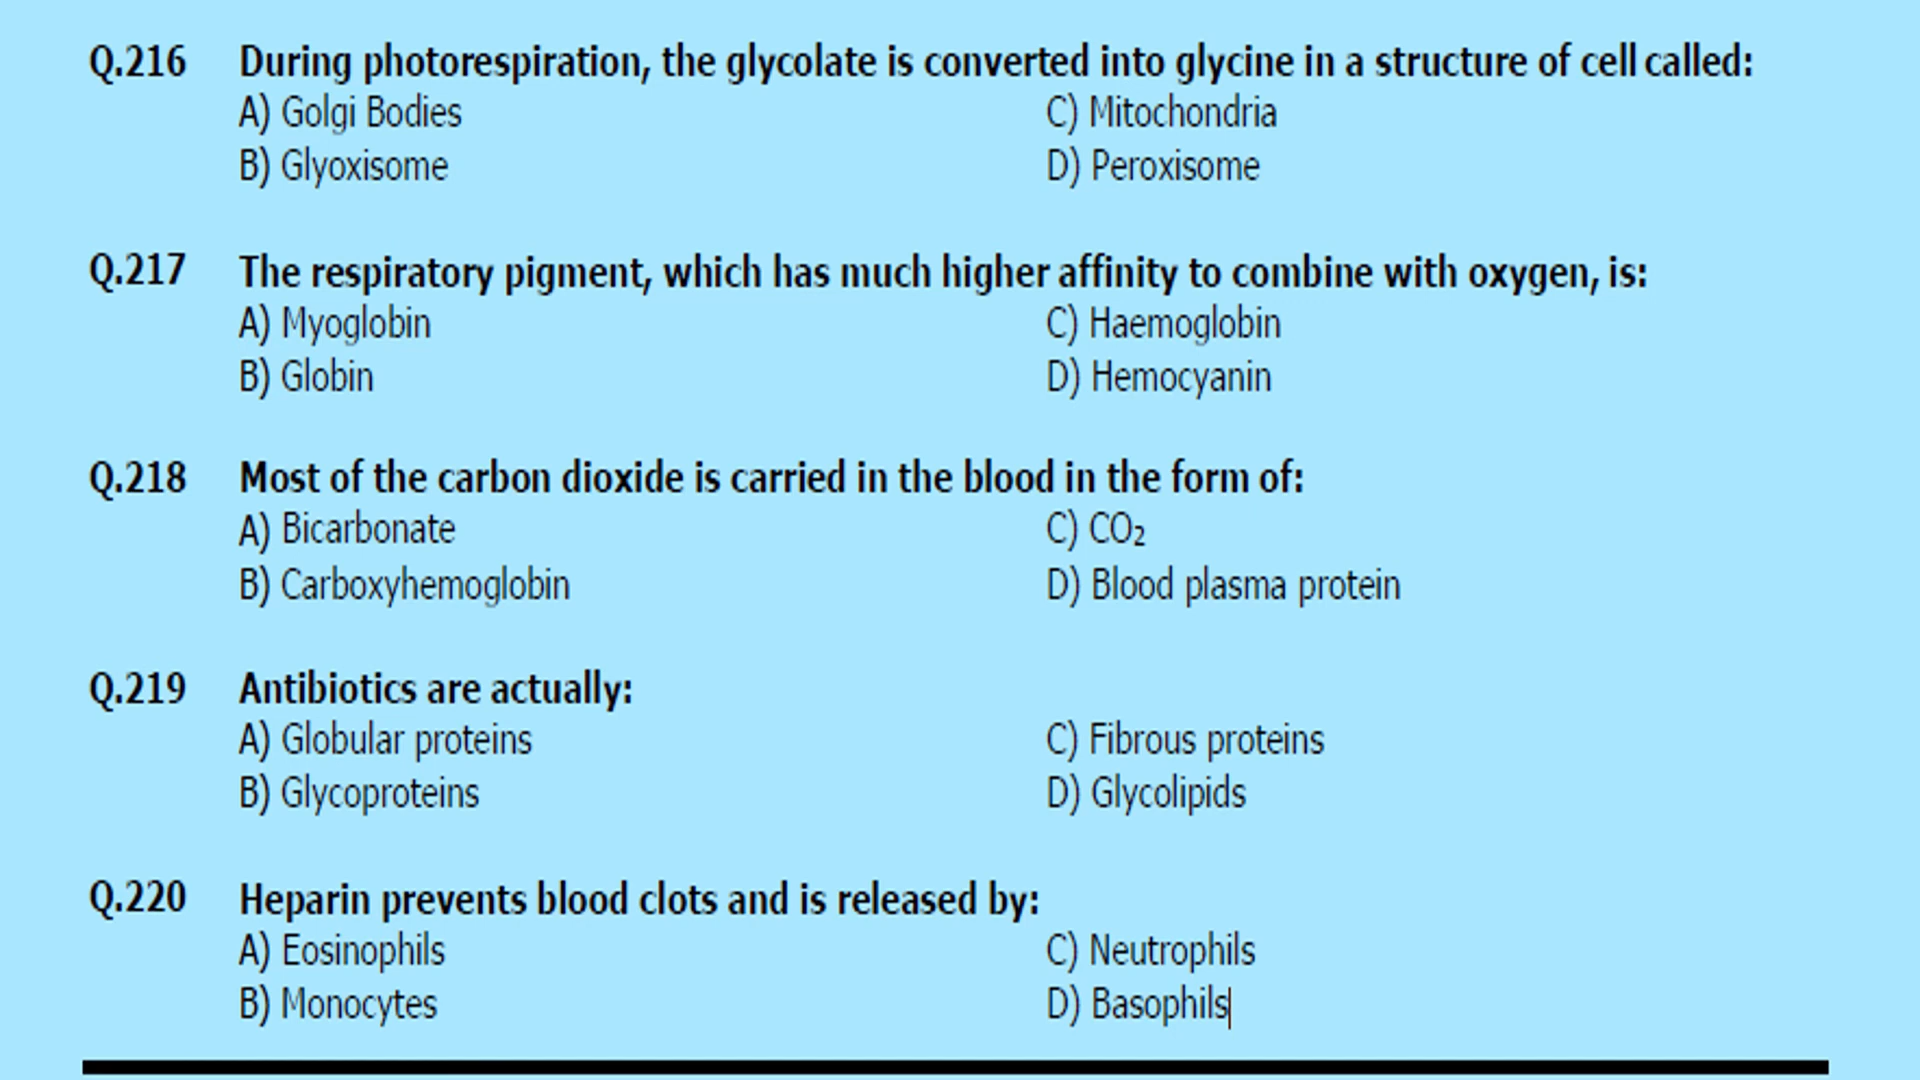 Q.216 During photorespiration, the glycolate is converted into glycine in a structure of cell called:
A) Golgi Bodies C) Mitochondria
B) Glyoxisome D) Peroxisome
Q.217 The respiratory pigment, which has much higher affinity to combine with oxygen, is:
A) Myoglobin C) Haemoglobin
B) Globin D) Hemocyanin
Q.218 Most of the carbon dioxide is carried in the blood in the form of:
A) Bicarbonate C) CO₂
B) Carboxyhemoglobin D) Blood plasma protein
Q.219 Antibiotics are actually:
A) Globular proteins C) Fibrous proteins
B) Glycoproteins D) Glycolipids
Q.220 Heparin prevents blood clots and is released by:
A) Eosinophils C) Neutrophils
B) Monocytes D) Basophils